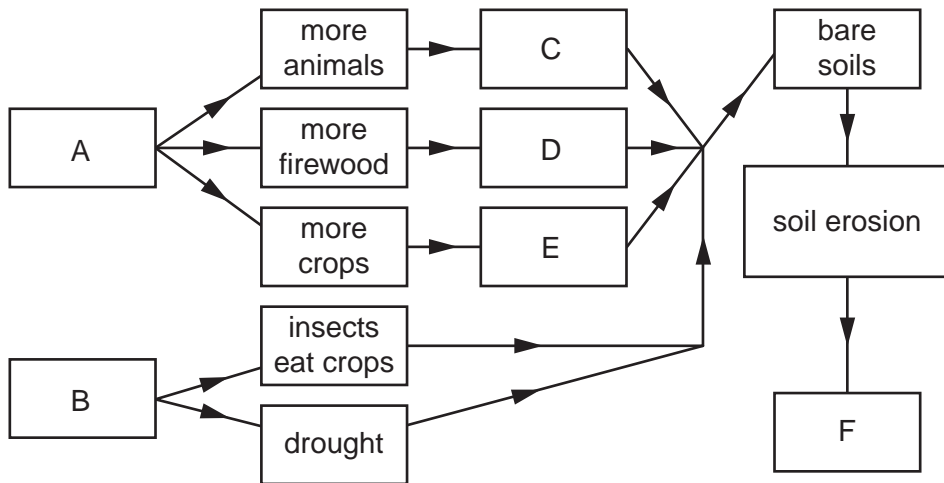 more
animals
C
bare
soils
A
more
firewood
D
more
crops
E
soil erosion
insects
eat crops
B
drought
F